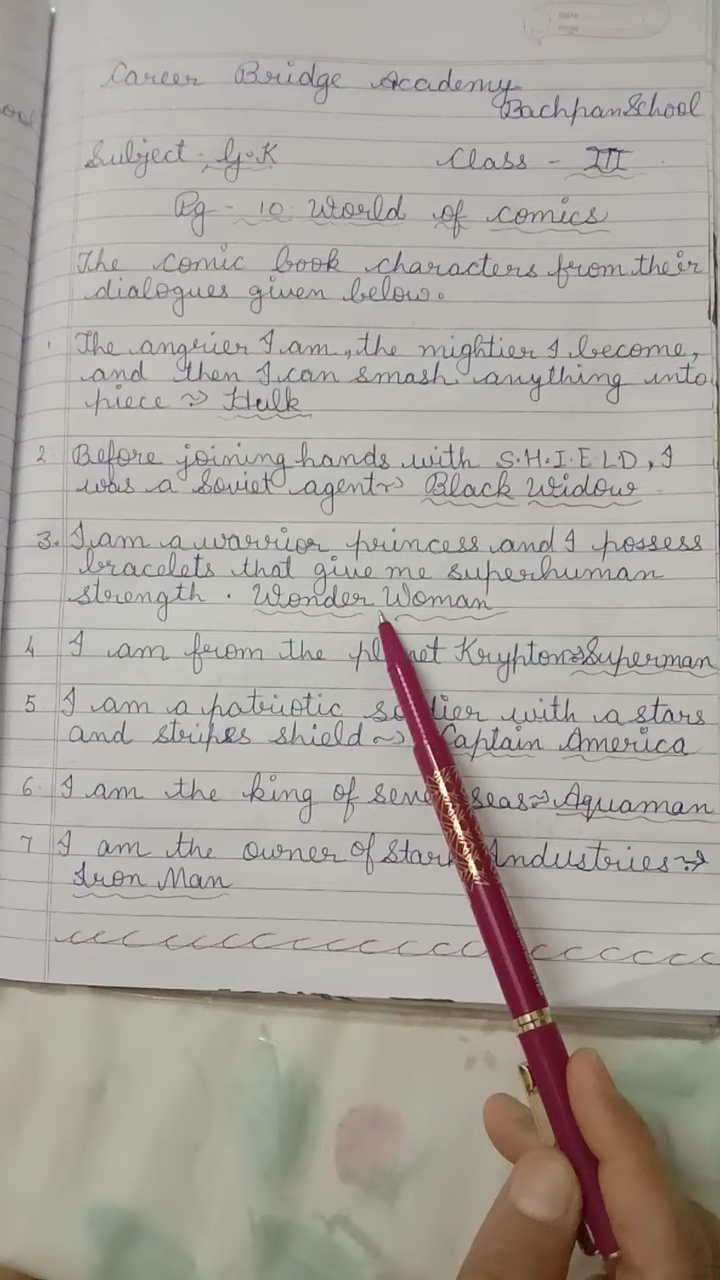 Career Bridge Academy
Bachpan School
Subject - G.K Class - III
Pg - 10 World of comics
The comic book characters from their
dialogues given below.
1 The angrier I am, the mightier I become,
and then I can smash anything into
piece ~> Hulk
2 Before joining hands with S.H.I.E.L.D, I
was a Soviet agent ~> Black Widow
3. I am a warrior princess and I possess
bracelets that give me superhuman
strength. Wonder Woman
4 I am from the planet Krypton ~> Superman
5 I am a patriotic soldier with a stars
and stripes shield ~> Captain America
6 I am the king of seven seas ~> Aquaman
7 I am the owner of Stark Industries ~>
Iron Man